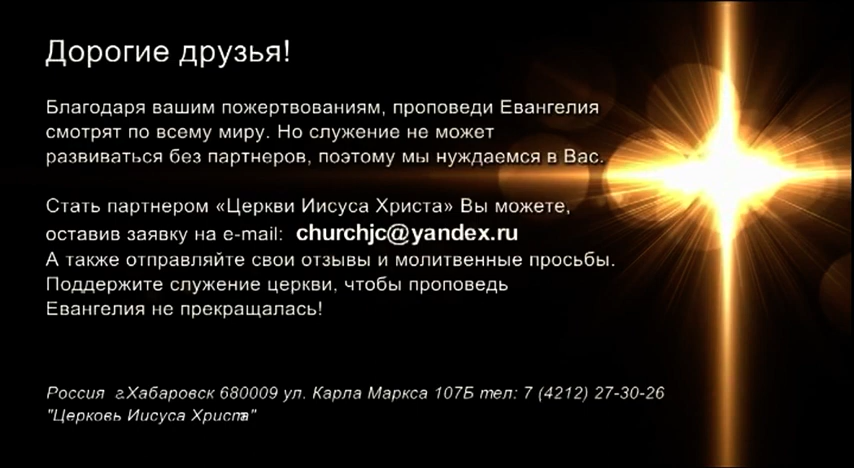 Дорогие друзья!
Благодаря вашим пожертвованиям, проповеди Евангелия
смотрят по всему миру. Но служение не может
развиваться без партнеров, поэтому мы нуждаемся в Вас.
Стать партнером «Церкви Иисуса Христа» Вы можете,
оставив заявку на e-mail: churchjc@yandex.ru
А также отправляйте свои отзывы и молитвенные просьбы.
Поддержите служение церкви, чтобы проповедь
Евангелия не прекращалась!
Россия г.Хабаровск 680009 ул. Карла Маркса 107Б тел: 7 (4212) 27-30-26
"Церковь Иисуса Христа"